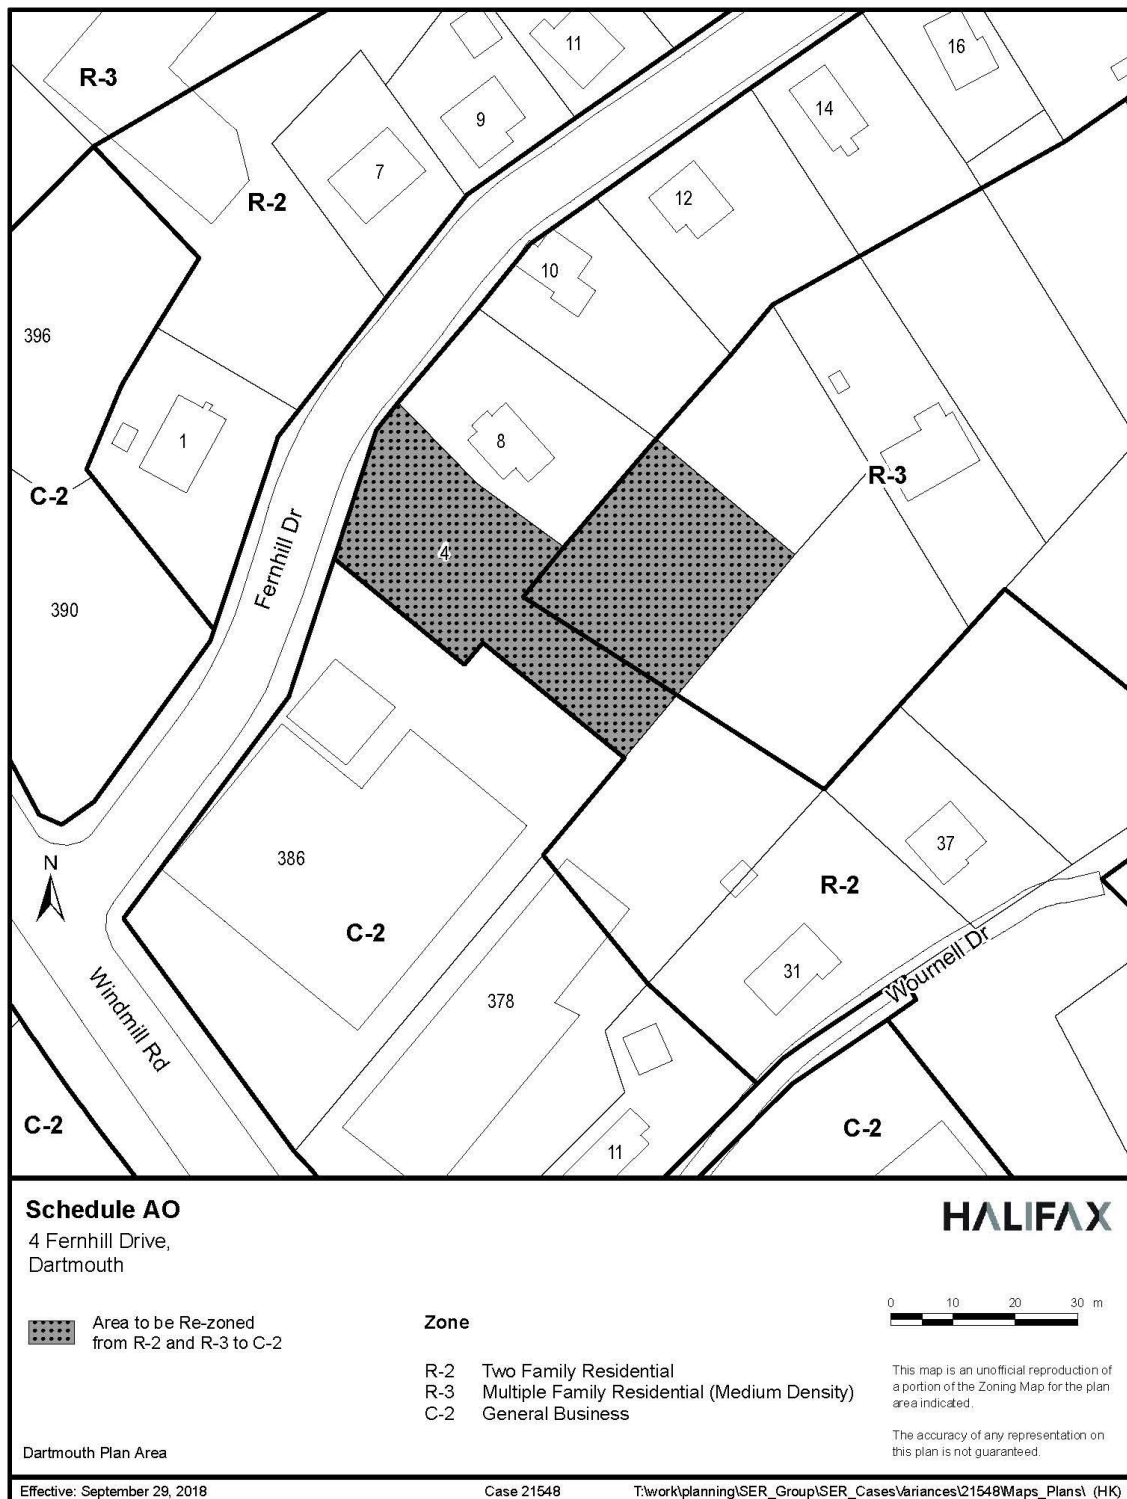 R-3
11
16
9
14
7
12
R-2
10
396
1
8
R-3
C-2
Fernhill Dr
4
390
37
386
R-2
N
C-2
Wournell Dr
31
378
Windmill Rd
C-2
C-2
11
Schedule AO
4 Fernhill Drive,
Dartmouth
HALIFAX
Area to be Re-zoned
from R-2 and R-3 to C-2
Zone
R-2 Two Family Residential
R-3 Multiple Family Residential (Medium Density)
C-2 General Business
0 10 20 30 m
This map is an unofficial reproduction of
a portion of the Zoning Map for the plan
area indicated.
The accuracy of any representation on
this plan is not guaranteed.
Dartmouth Plan Area
Effective: September 29, 2018
Case 21548
T:\work\planning\SER_Group\SER_Cases\Variances\21548\Maps_Plans\ (HK)